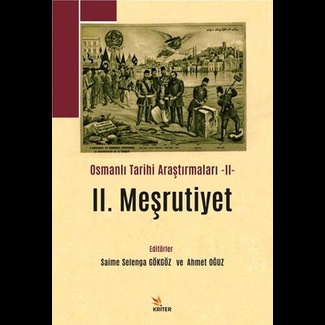 Osmanlı Tarihi Araştırmaları -II-
II. Meşrutiyet
Editörler
Saime Selenga GÖKGÖZ ve Ahmet OĞUZ
KRİTER